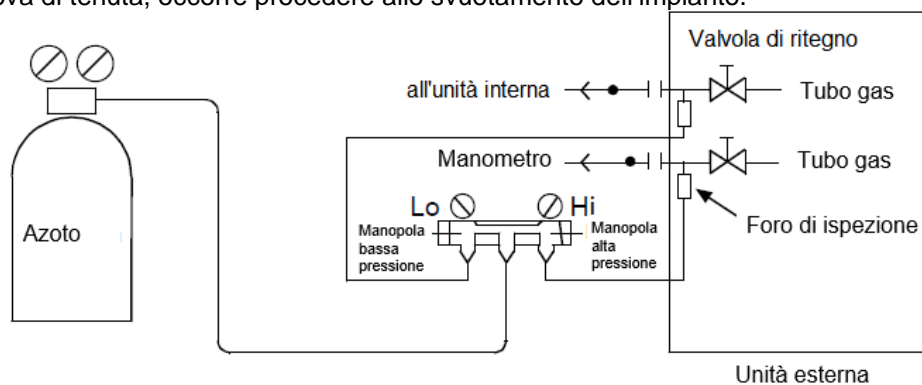 ova di tenuta, occorre procedere allo svuotamento dell'impianto.
Valvola di ritegno
all'unità interna
Tubo gas
Manometro
Tubo gas
Lo
Hi
Manopola
bassa
pressione
Manopola
alta
pressione
Foro di ispezione
Azoto
Unità esterna